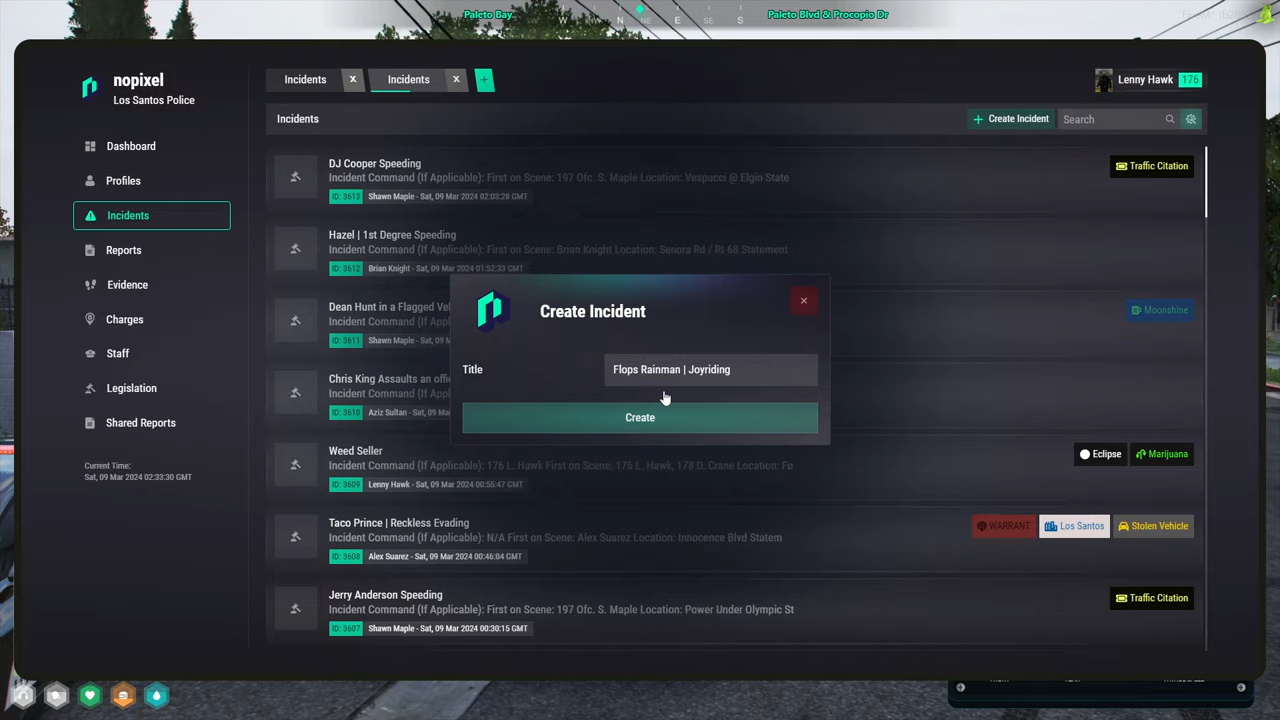 Paleto Bay
W N NE E SE S
Paleto Blvd & Procopio Dr
nopixel
Los Santos Police
Incidents x
Incidents x
+
Lenny Hawk 176
Dashboard
Profiles
Incidents
Reports
Evidence
Charges
Staff
Legislation
Shared Reports
Current Time:
Sat, 09 Mar 2024 02:33:30 GMT
Incidents
+ Create Incident
Search
DJ Cooper Speeding
Incident Command (If Applicable): First on Scene: 197 Ofc. S. Maple Location: Vespucci @ Elgin State
ID: 3613 Shawn Maple - Sat, 09 Mar 2024 02:03:28 GMT
Traffic Citation
Hazel | 1st Degree Speeding
Incident Command (If Applicable): First on Scene: Brian Knight Location: Senora Rd / Rt 68 Statement
ID: 3612 Brian Knight - Sat, 09 Mar 2024 01:52:33 GMT
Dean Hunt in a Flagged Ve
Incident Command (If Applicable)
ID: 3611 Shawn Maple - S
Moonshine
Chris King Assaults an offi
Incident Command (If Applicable)
ID: 3610 Aziz Sultan - Sat
Create Incident
×
Title
Flops Rainman | Joyriding
Create
Weed Seller
Incident Command (If Applicable): 176 L. Hawk First on Scene: 176 L, Hawk, 178 D. Crane Location: Fo
ID: 3609 Lenny Hawk - Sat, 09 Mar 2024 00:55:47 GMT
Eclipse
Marijuana
Taco Prince | Reckless Evading
Incident Command (If Applicable): N/A First on Scene: Alex Suarez Location: Innocence Blvd Statem
ID: 3608 Alex Suarez - Sat, 09 Mar 2024 00:46:04 GMT
WARRANT
Los Santos
Stolen Vehicle
Jerry Anderson Speeding
Incident Command (If Applicable): First on Scene: 197 Ofc. S. Maple Location: Power Under Olympic St
ID: 3607 Shawn Maple - Sat, 09 Mar 2024 00:30:15 GMT
Traffic Citation